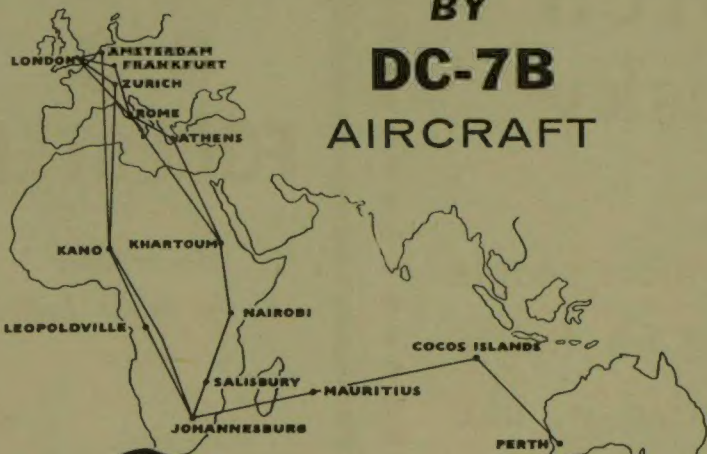 BY
DC-7B
AIRCRAFT
AMSTERDAM
LONDON
FRANKFURT
ZURICH
ROME
ATHENS
KANO
KHARTOUM
NAIROBI
LEOPOLDVILLE
COCOS ISLANDS
SALISBURY
MAURITIUS
JOHANNESBURG
PERTH